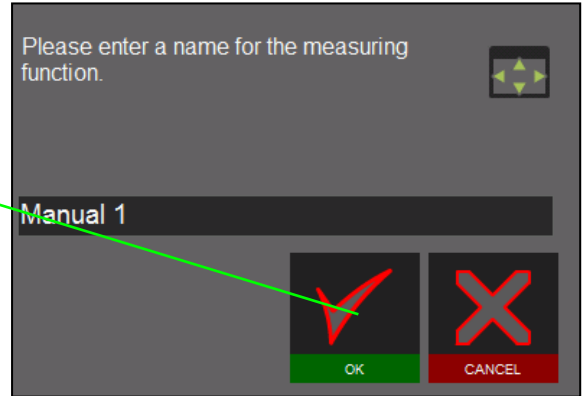 Please enter a name for the measuring
function.
Manual 1
OK
CANCEL